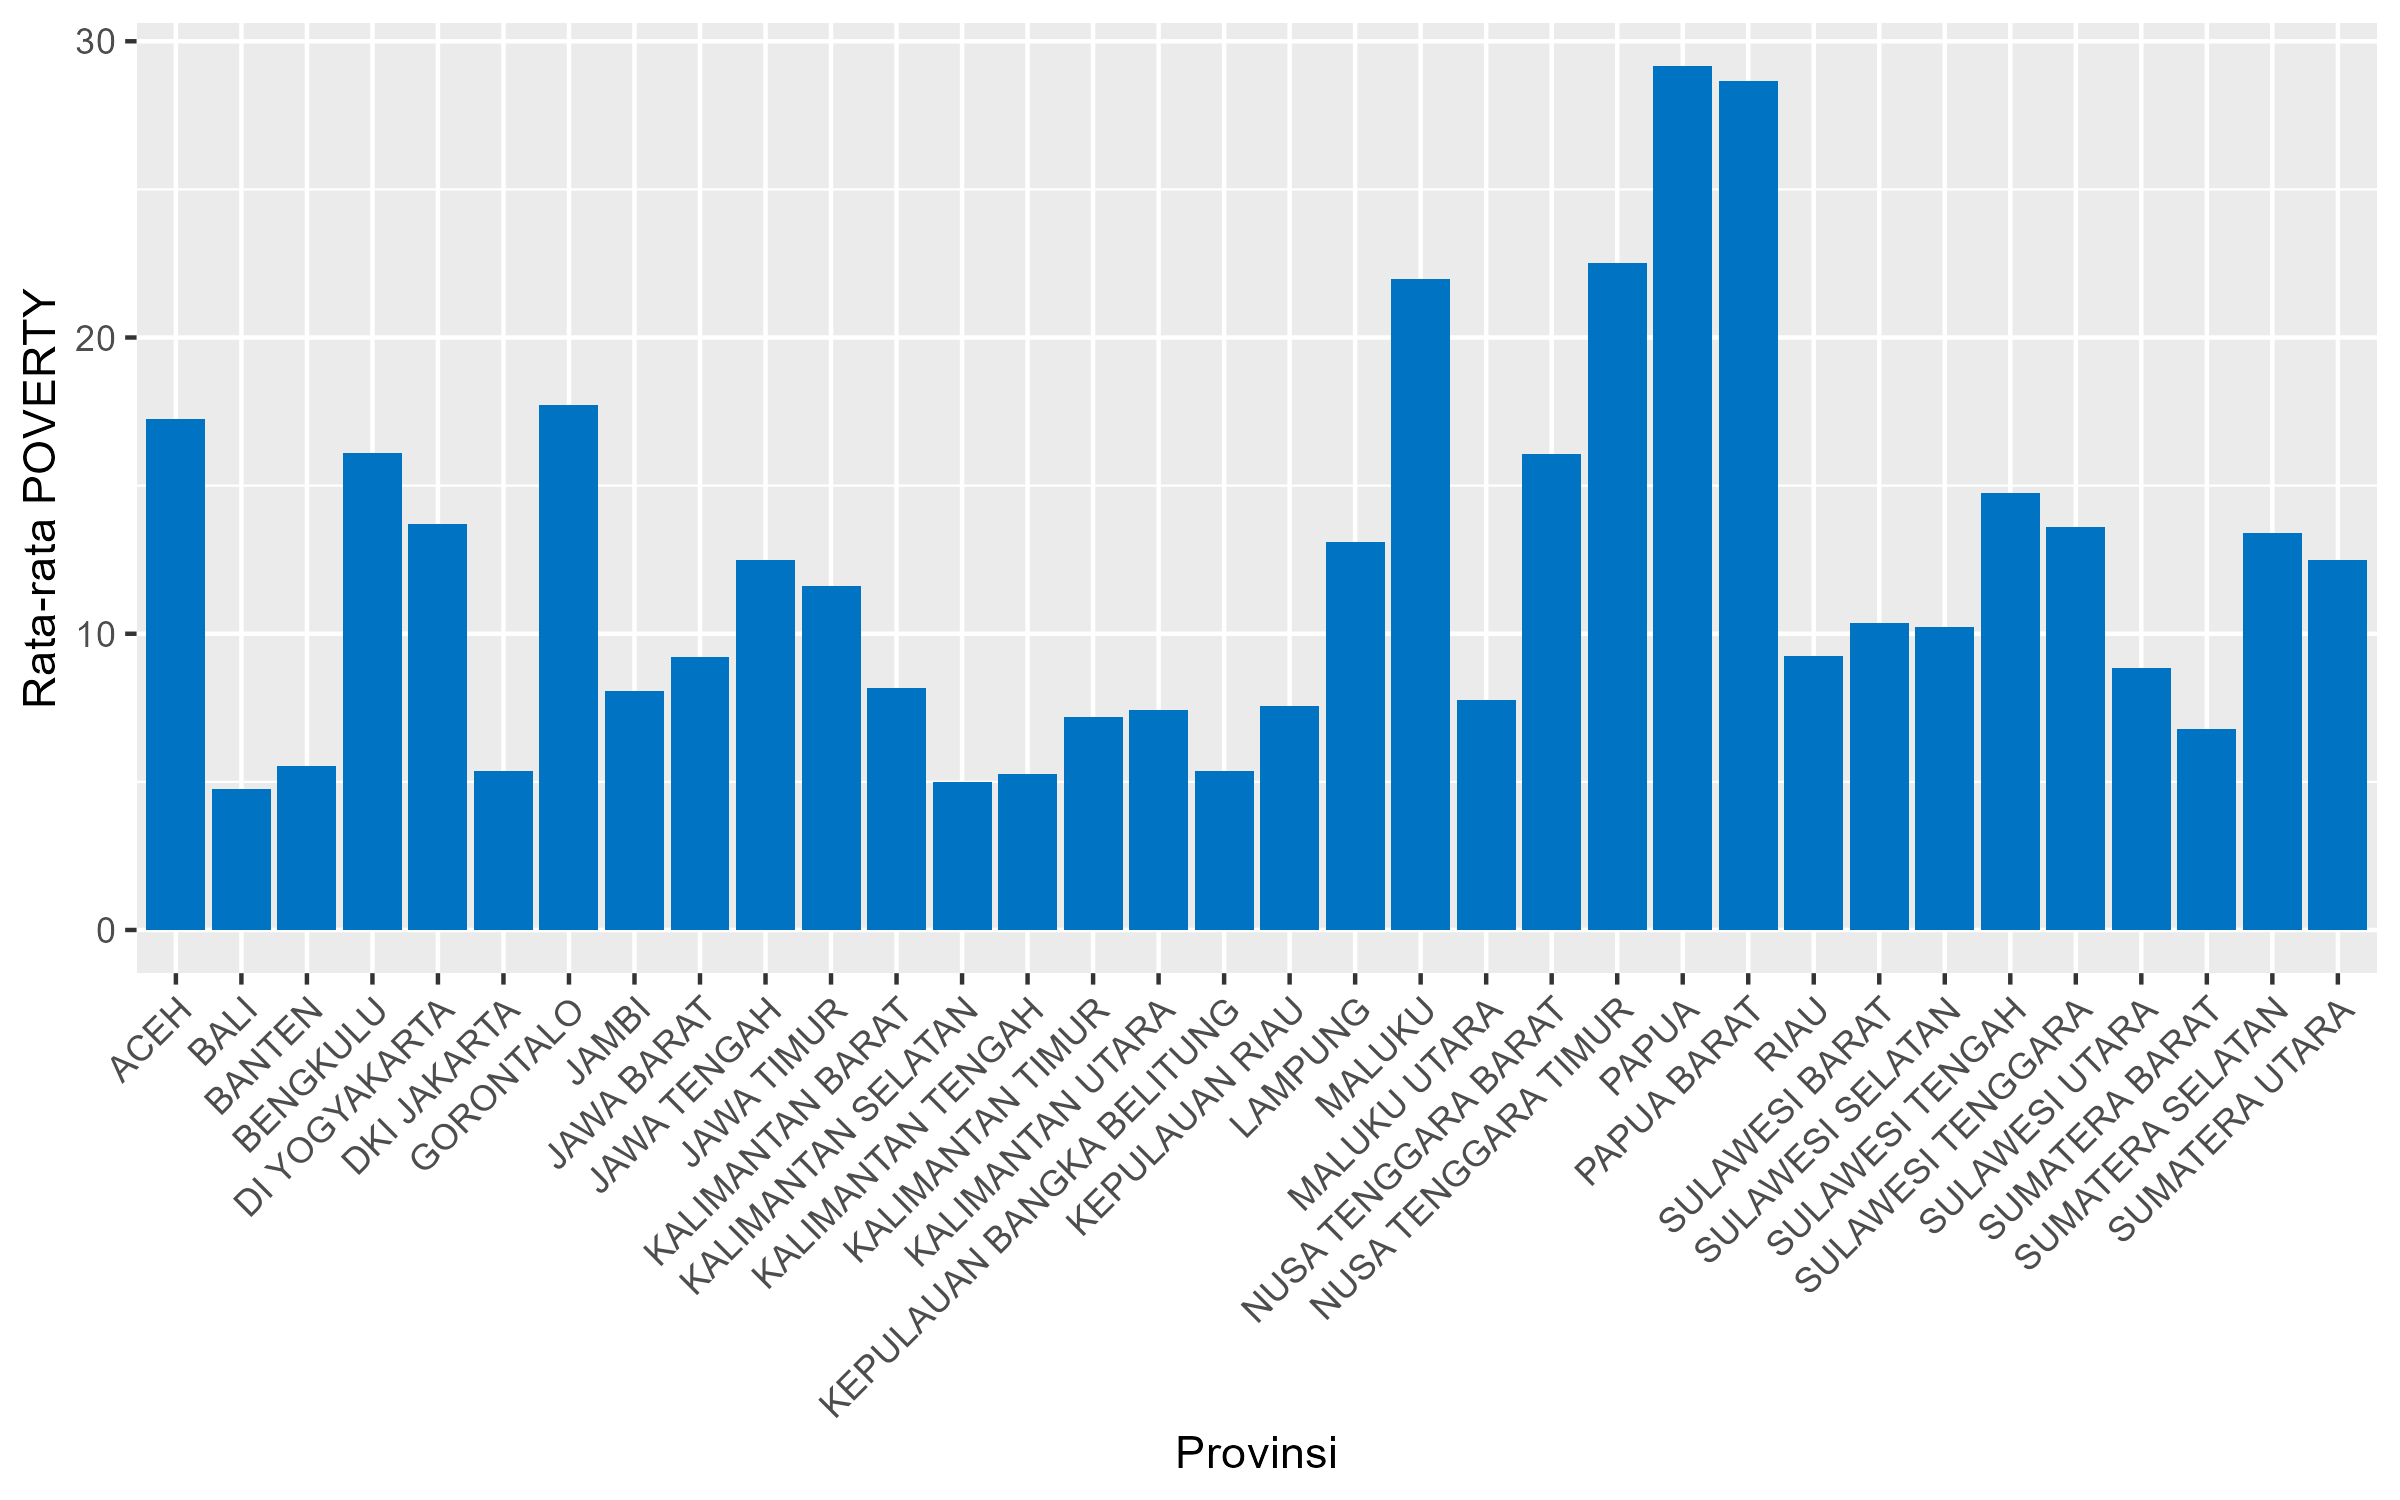 Rata-rata POVERTY
30
20
10
0
ACEH
BALI
BANTEN
BENGKULU
DI YOGYAKARTA
DKI JAKARTA
GORONTALO
JAMBI
JAWA BARAT
JAWA TENGAH
JAWA TIMUR
KALIMANTAN BARAT
KALIMANTAN SELATAN
KALIMANTAN TENGAH
KALIMANTAN TIMUR
KALIMANTAN UTARA
KEPULAUAN BANGKA BELITUNG
KEPULAUAN RIAU
LAMPUNG
MALUKU
MALUKU UTARA
NUSA TENGGARA BARAT
NUSA TENGGARA TIMUR
PAPUA
PAPUA BARAT
RIAU
SULAWESI BARAT
SULAWESI SELATAN
SULAWESI TENGAH
SULAWESI TENGGARA
SULAWESI UTARA
SUMATERA BARAT
SUMATERA SELATAN
SUMATERA UTARA
Provinsi